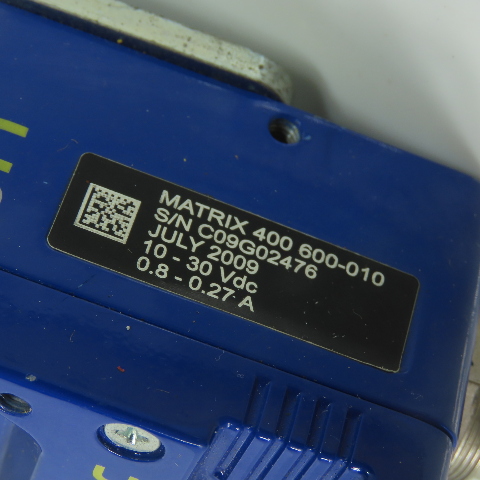 MATRIX 400 600-010
S/N C09G02476
JULY 2009
10 - 30 Vdc
0.8 - 0.27 A